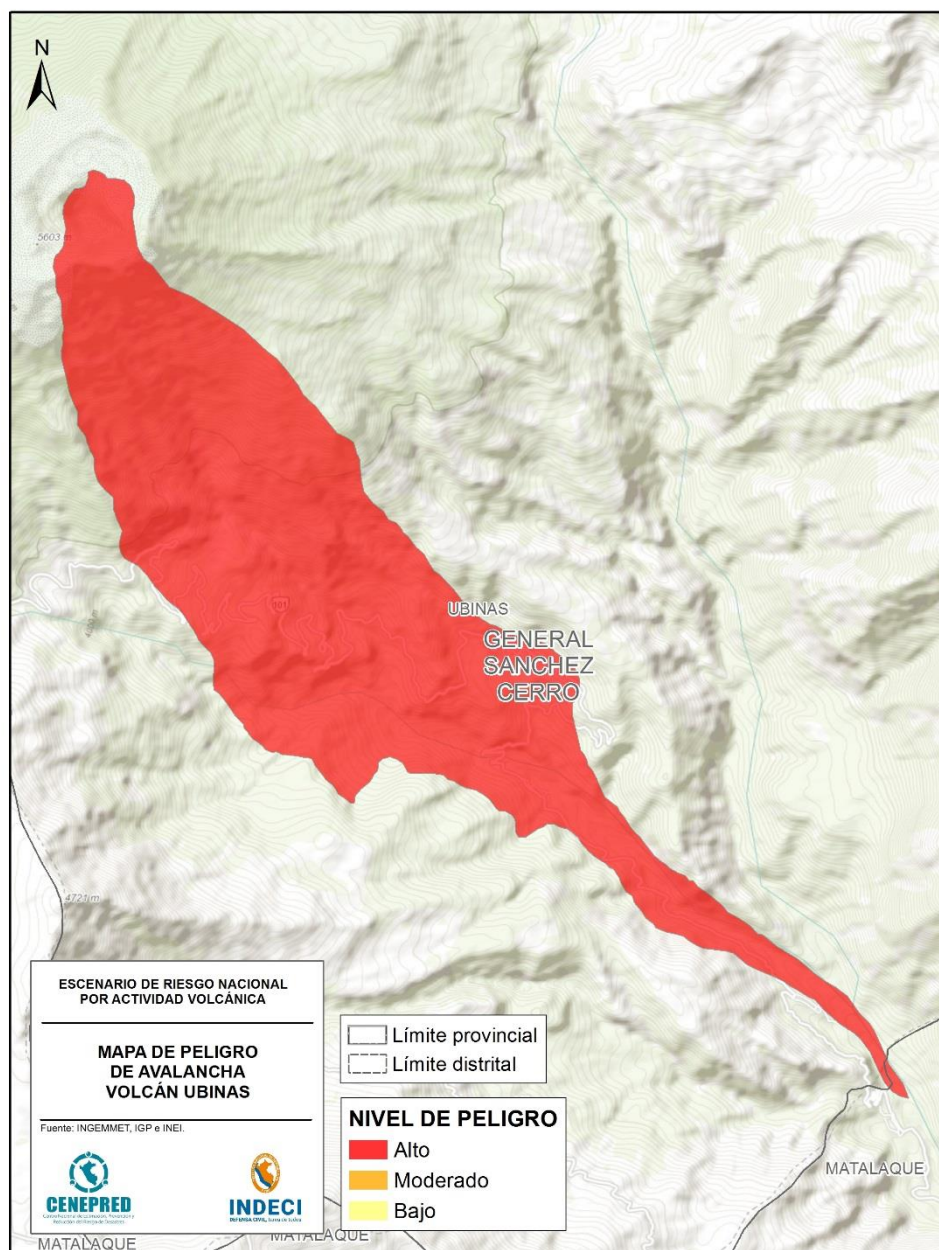 N
5603 m
UBINAS
GENERAL
SANCHEZ
CERRO
4721 m
ESCENARIO DE RIESGO NACIONAL
POR ACTIVIDAD VOLCÁNICA
MAPA DE PELIGRO
DE AVALANCHA
VOLCÁN UBINAS
Fuente: INGEMMET, IGP e INEI.
CENEPRED
INDECI
Límite provincial
Límite distrital
NIVEL DE PELIGRO
Alto
Moderado
Bajo
MATALAQUE
MATALAQUE
MATALAQUE